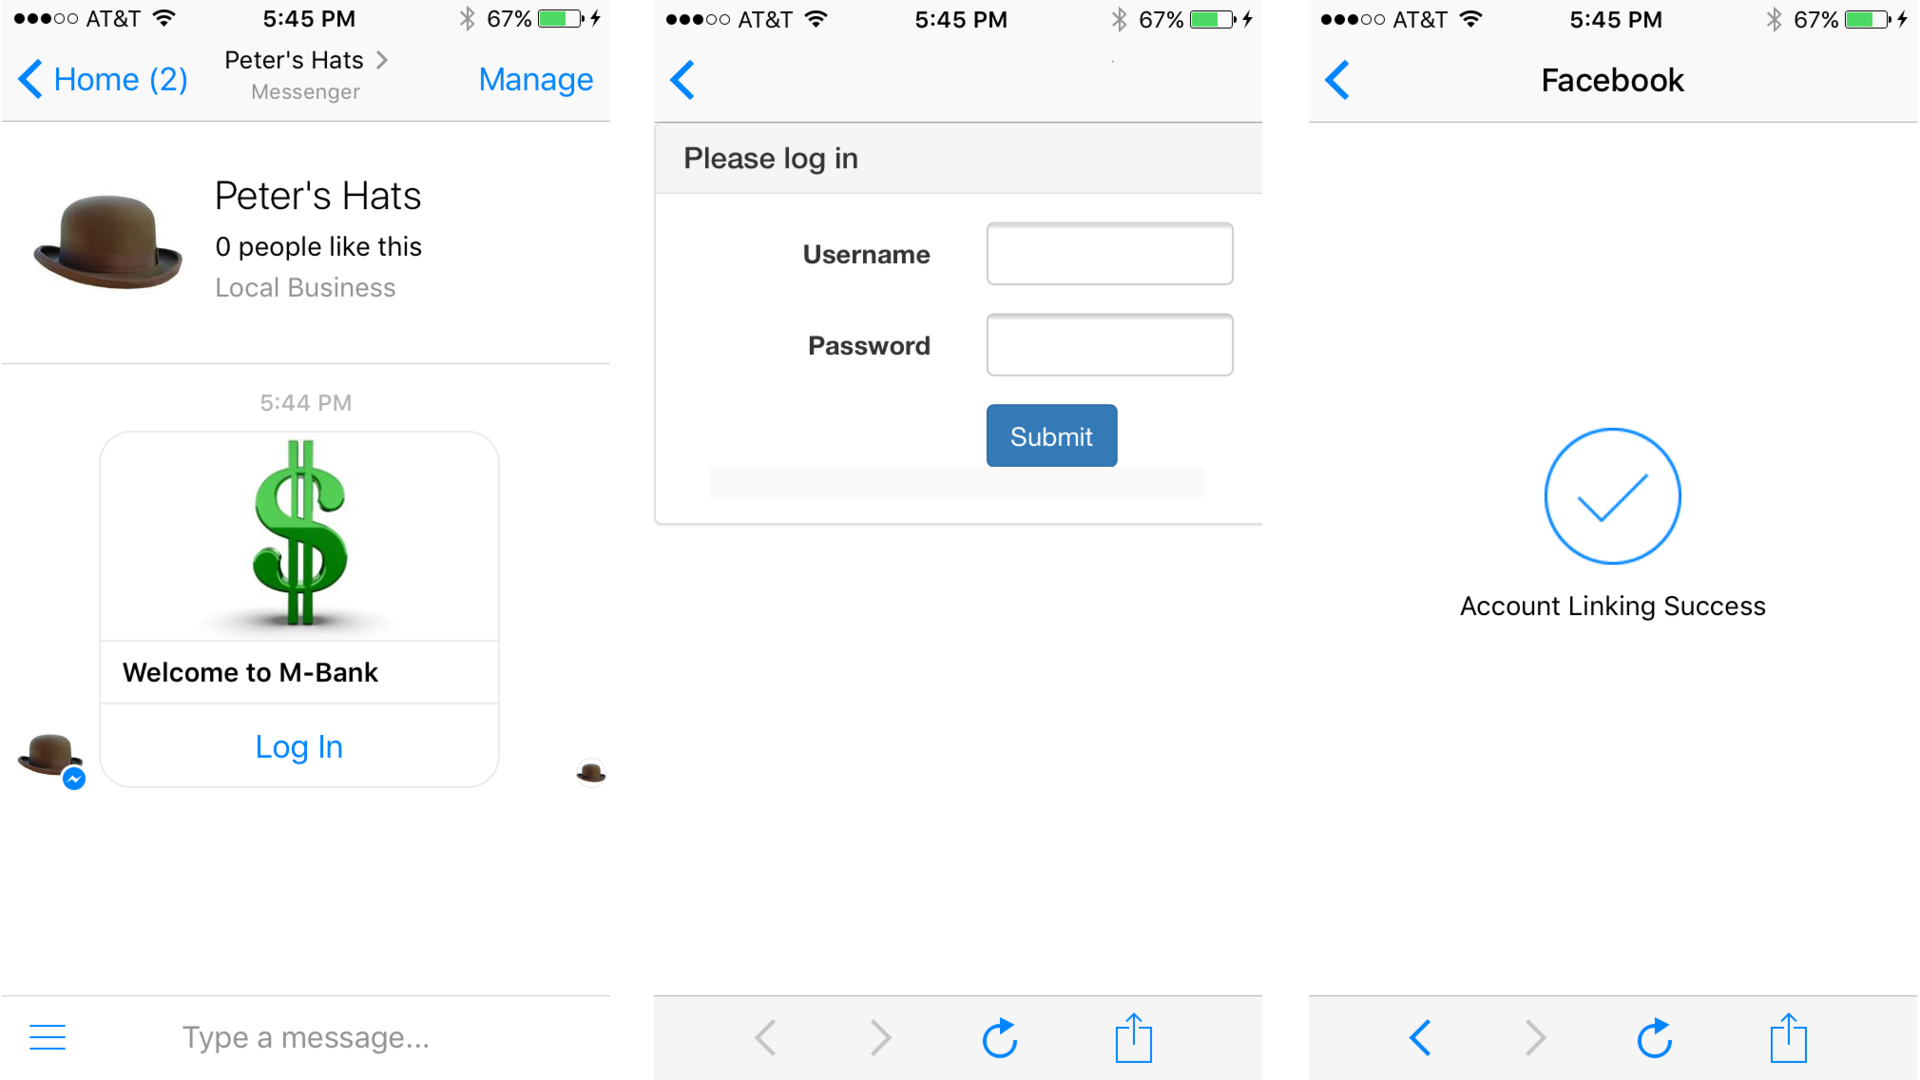 AT&T 5:45 PM 67%
Home (2) Peter's Hats Manage
Messenger
Peter's Hats
0 people like this
Local Business
5:44 PM
Welcome to M-Bank
Log In
Type a message...
AT&T 5:45 PM 67%
Please log in
Username
Password
Submit
AT&T 5:45 PM 67%
Facebook
Account Linking Success